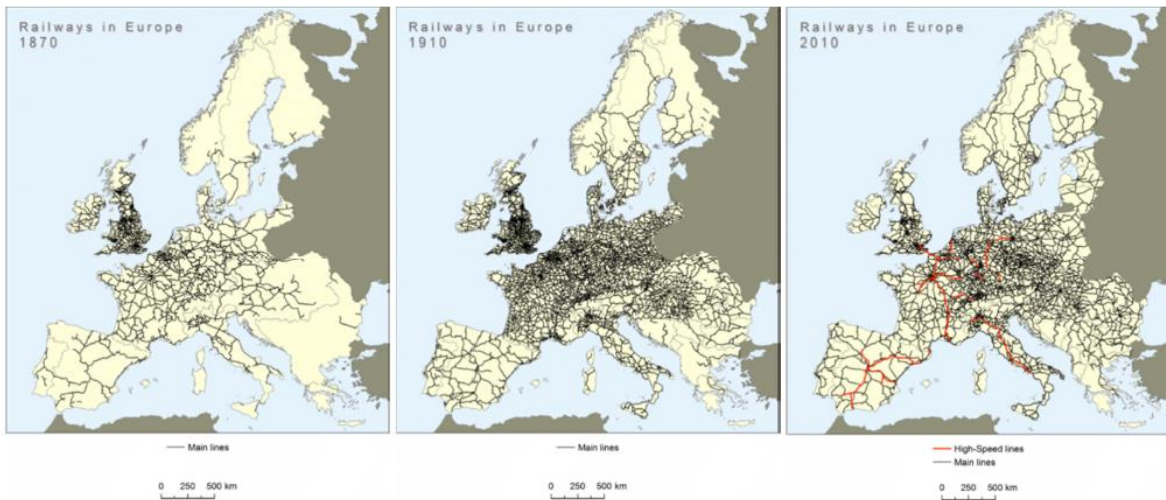 Railways in Europe
1870
Main lines
0 250 500 km
Railways in Europe
1910
Main lines
0 250 500 km
Railways in Europe
2010
High-Speed lines
Main lines
0 250 500 km